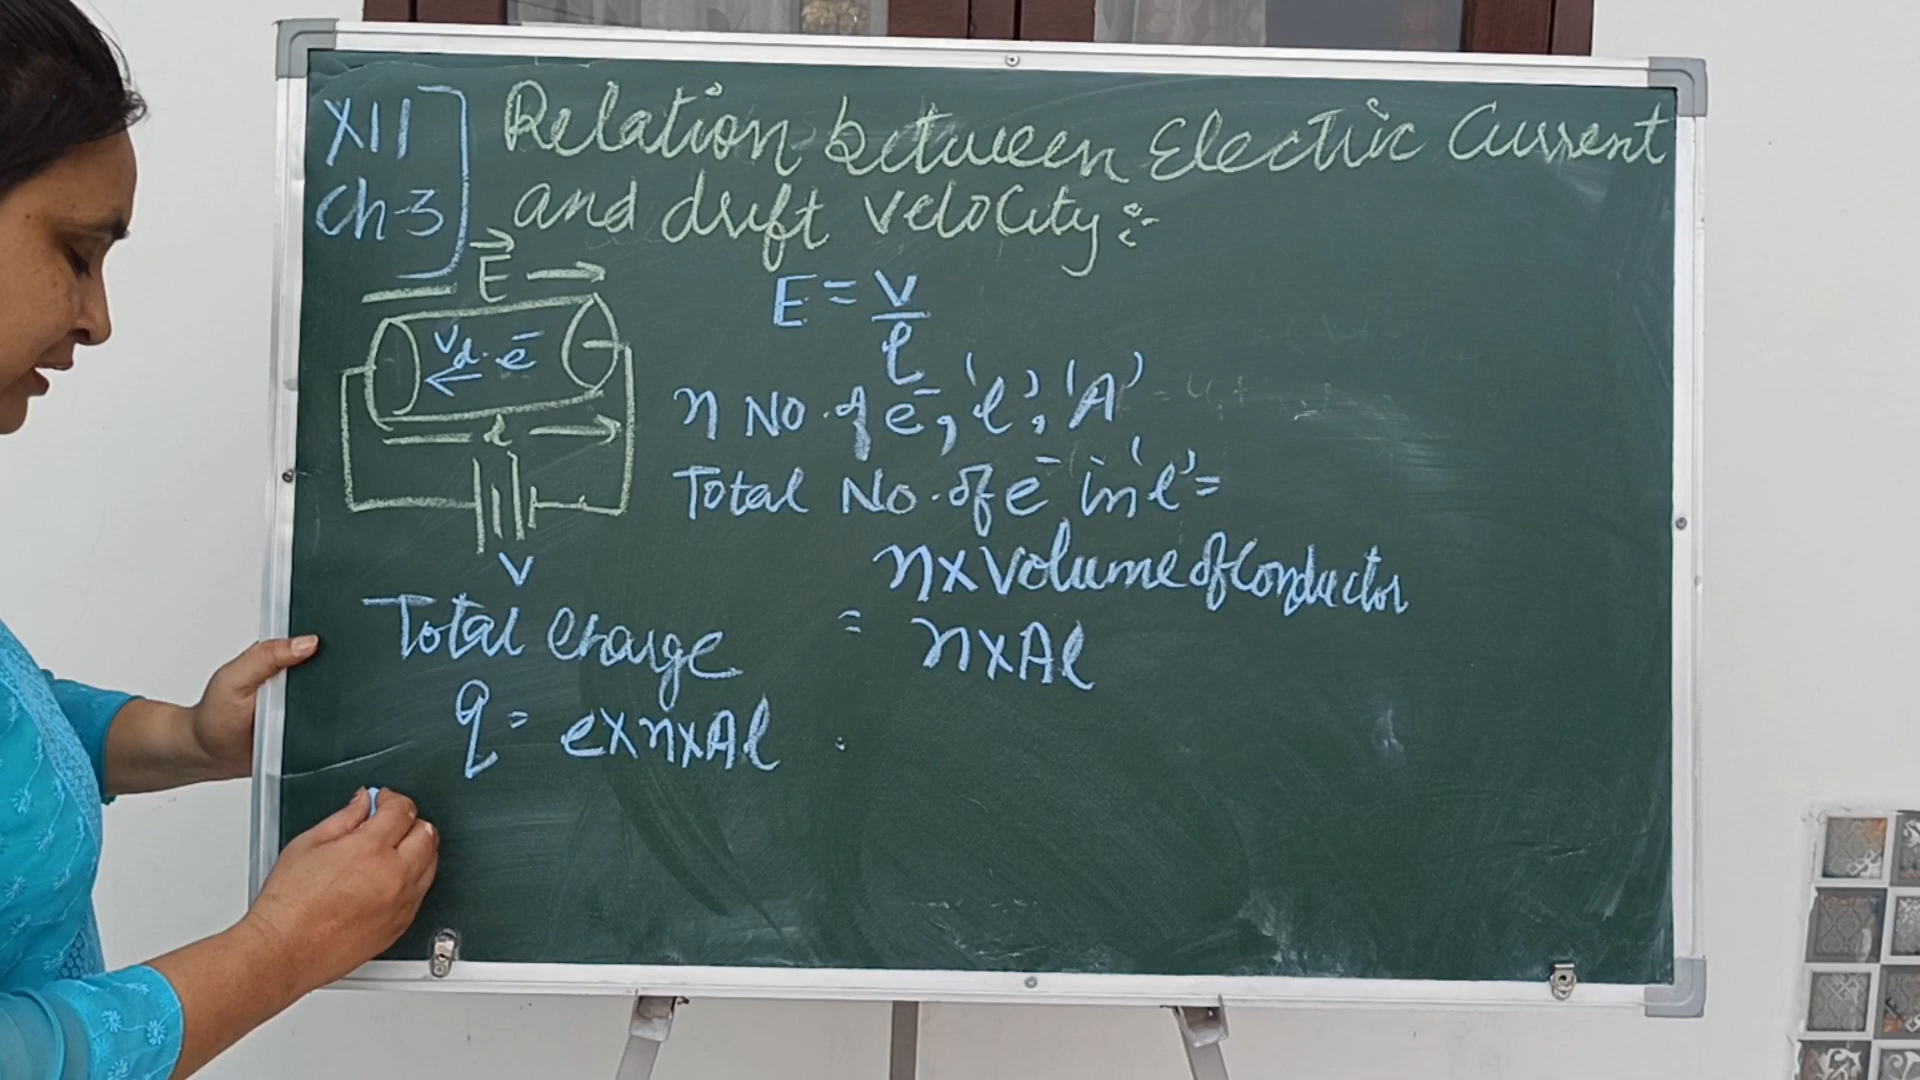 XII
Ch-3
Relation between Electric Current
and drift velocity :-
E⃗ →
Vd . e⁻
←
l →
V
E = V/l
n No. of e⁻, 'l', 'A'
Total No. of e⁻ in 'l' =
n x Volume of Conductor
= n x Al
Total Charge
q = e x n x Al .